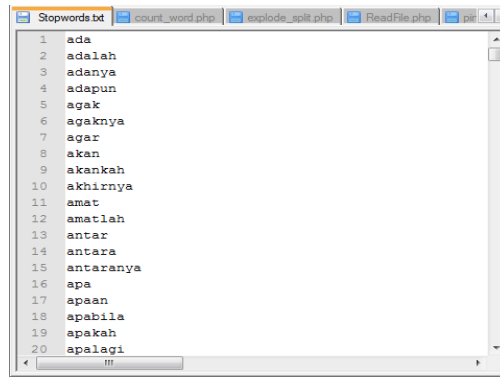 Stopwords.txt count_word.php explode_split.php ReadFile.php
1 ada
2 adalah
3 adanya
4 adapun
5 agak
6 agaknya
7 agar
8 akan
9 akankah
10 akhirnya
11 amat
12 amatlah
13 antar
14 antara
15 antaranya
16 apa
17 apaan
18 apabila
19 apakah
20 apalagi